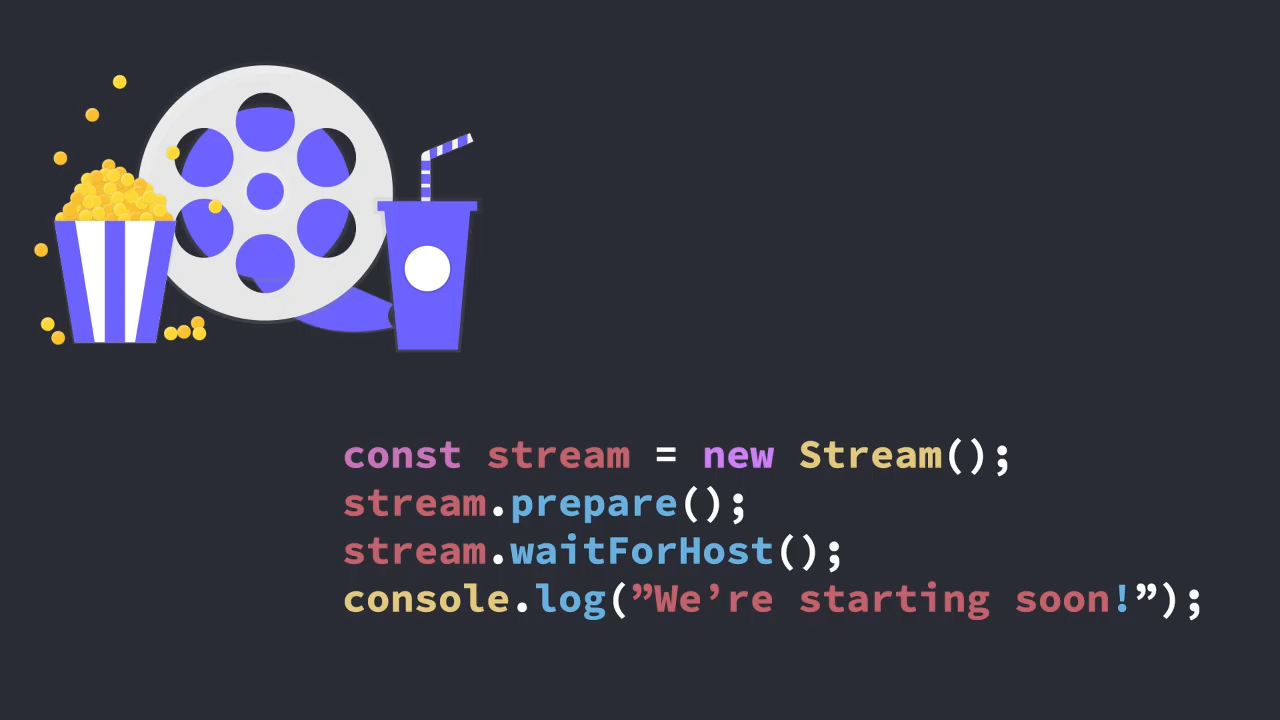 const stream = new Stream();
stream.prepare();
stream.waitForHost();
console.log(”We’re starting soon!”);